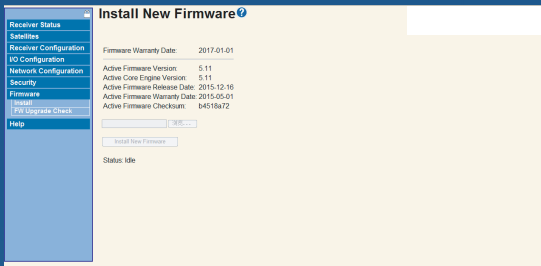 Install New Firmware?
Receiver Status
Satellites
Receiver Configuration
I/O Configuration
Network Configuration
Security
Firmware
Install
FW Upgrade Check
Help
Firmware Warranty Date: 2017-01-01
Active Firmware Version: 5.11
Active Core Engine Version: 5.11
Active Firmware Release Date: 2015-12-16
Active Firmware Warranty Date: 2015-05-01
Active Firmware Checksum: b4518a72
Install New Firmware
Status: Idle